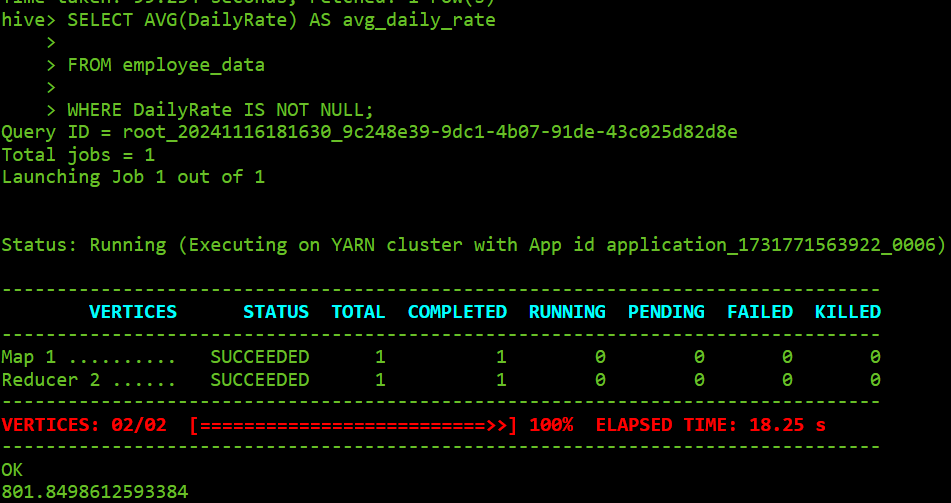 Time taken: 99.254 seconds, Fetched: 1 row(s)
hive> SELECT AVG(DailyRate) AS avg_daily_rate
    >
    > FROM employee_data
    >
    > WHERE DailyRate IS NOT NULL;
Query ID = root_20241116181630_9c248e39-9dc1-4b07-91de-43c025d82d8e
Total jobs = 1
Launching Job 1 out of 1
Status: Running (Executing on YARN cluster with App id application_1731771563922_0006)
--------------------------------------------------------------------------------
        VERTICES      STATUS  TOTAL  COMPLETED  RUNNING  PENDING  FAILED  KILLED
--------------------------------------------------------------------------------
Map 1 ..........   SUCCEEDED      1          1        0        0       0       0
Reducer 2 ......   SUCCEEDED      1          1        0        0       0       0
--------------------------------------------------------------------------------
VERTICES: 02/02  [==========================>>] 100%  ELAPSED TIME: 18.25 s
--------------------------------------------------------------------------------
OK
801.8498612593384